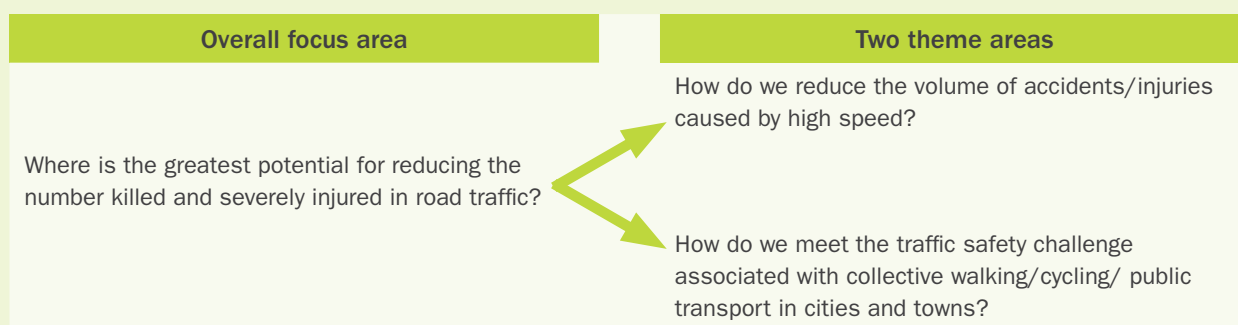 Overall focus area
Two theme areas
Where is the greatest potential for reducing the
number killed and severely injured in road traffic?
How do we reduce the volume of accidents/injuries
caused by high speed?
How do we meet the traffic safety challenge
associated with collective walking/cycling/ public
transport in cities and towns?